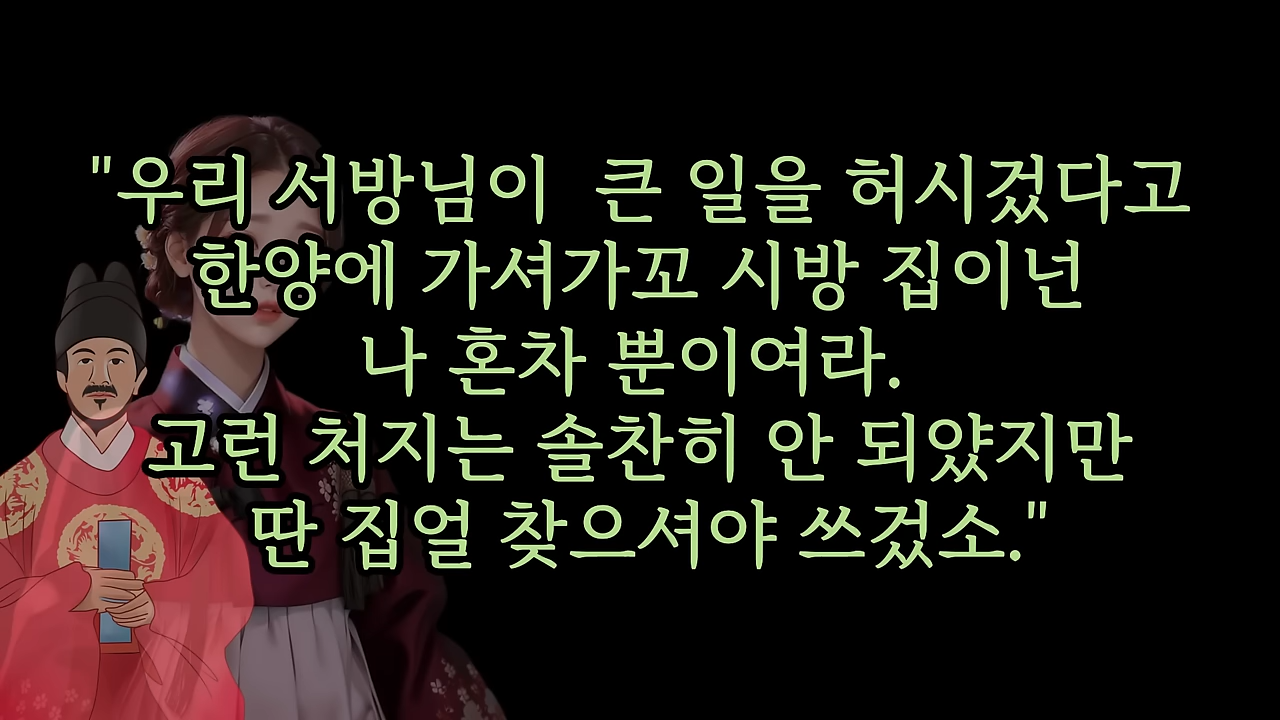 "우리 서방님이  큰 일을 허시겄다고
한양에 가셔가꼬 시방 집이넌
나 혼차 뿐이여라.
고런 처지는 솔찬히 안 되얐지만
딴 집얼 찾으셔야 쓰겄소."